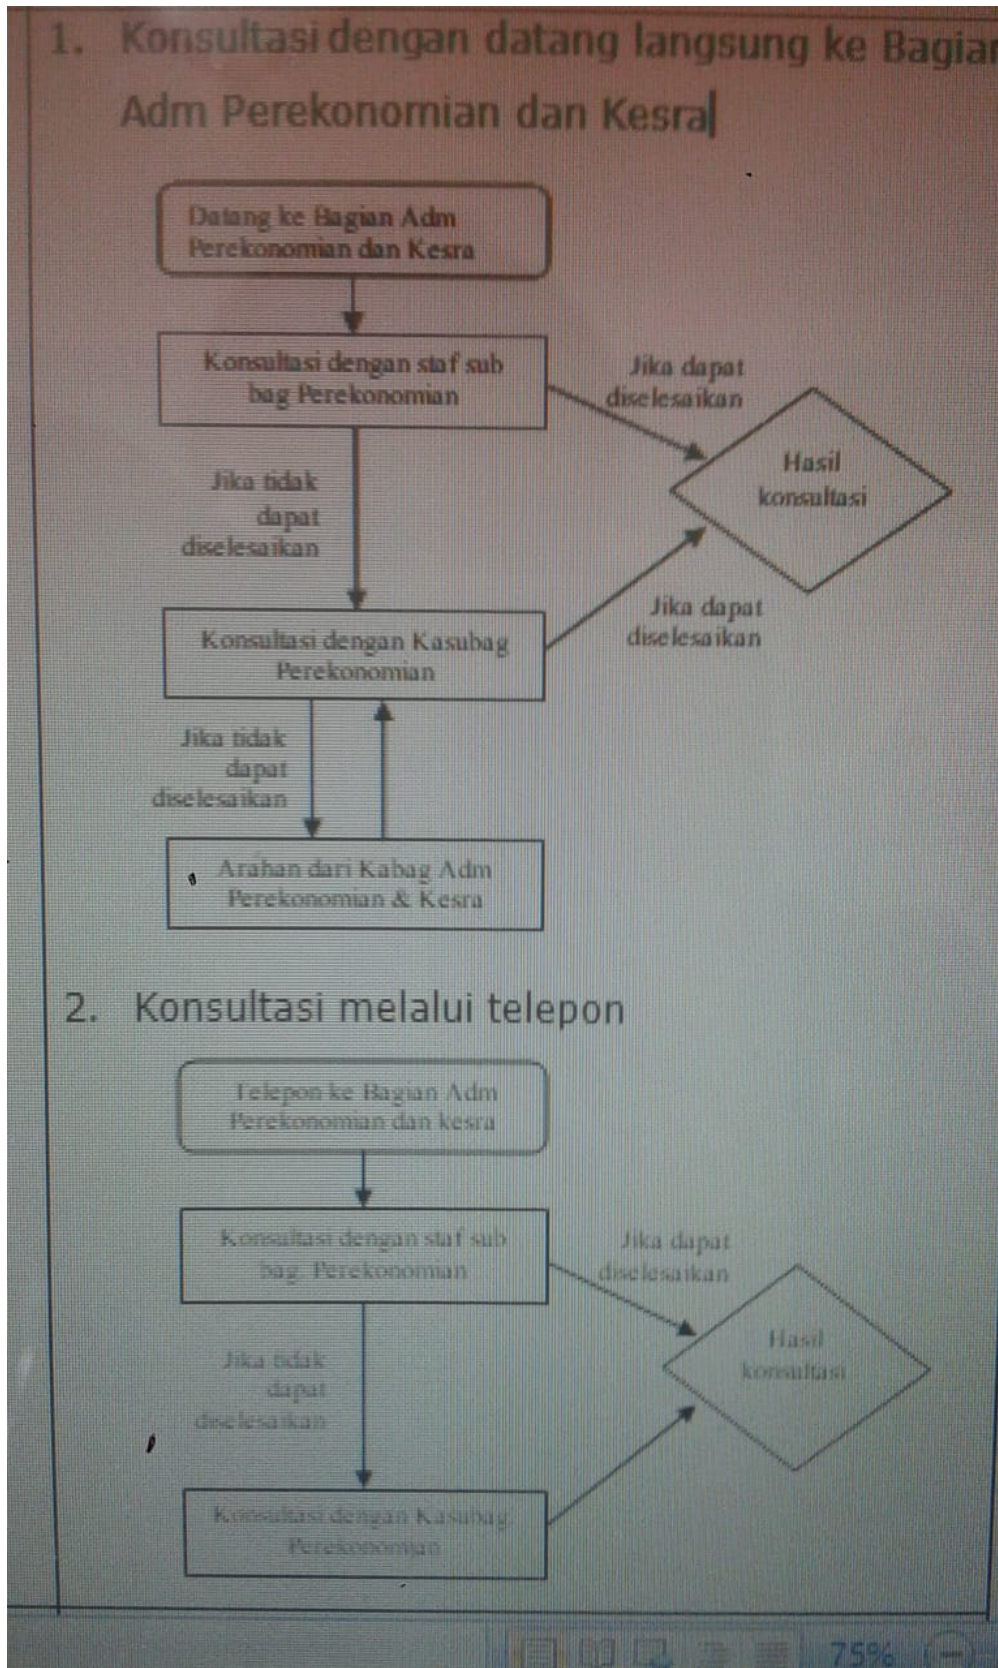 1. Konsultasi dengan datang langsung ke Bagian
Adm Perekonomian dan Kesra
Datang ke Bagian Adm
Perekonomian dan Kesra
Konsultasi dengan staf sub
bag Perekonomian
Jika dapat
diselesaikan
Hasil
konsultasi
Jika tidak
dapat
diselesaikan
Jika dapat
diselesaikan
Konsultasi dengan Kasubag
Perekonomian
Jika tidak
dapat
diselesaikan
Arahan dari Kabag Adm
Perekonomian & Kesra
2. Konsultasi melalui telepon
Telepon ke Bagian Adm
Perekonomian dan kesra
Konsultasi dengan staf sub
bag. Perekonomian
Jika dapat
diselesaikan
Hasil
konsultasi
Jika tidak
dapat
diselesaikan
Konsultasi dengan Kasubag
Perekonomian
75%